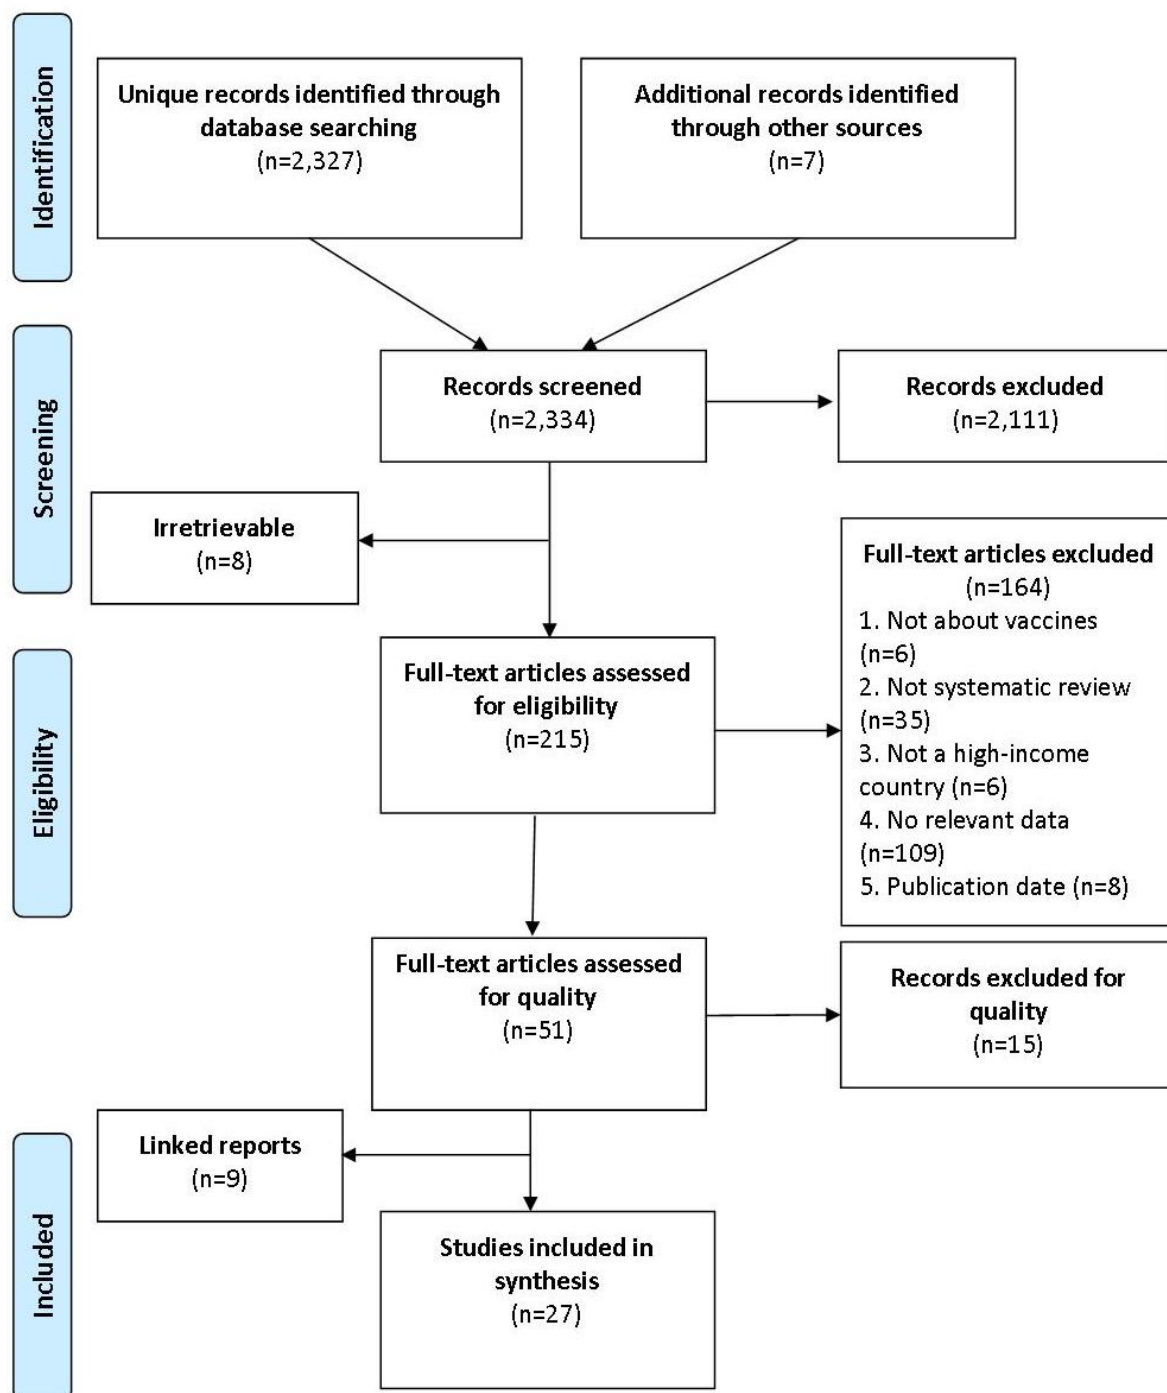 Identification
Unique records identified through
database searching
(n=2,327)
Additional records identified
through other sources
(n=7)
Screening
Records screened
(n=2,334)
Records excluded
(n=2,111)
Irretrievable
(n=8)
Eligibility
Full-text articles assessed
for eligibility
(n=215)
Full-text articles excluded
(n=164)
1. Not about vaccines
(n=6)
2. Not systematic review
(n=35)
3. Not a high-income
country (n=6)
4. No relevant data
(n=109)
5. Publication date (n=8)
Full-text articles assessed
for quality
(n=51)
Records excluded for
quality
(n=15)
Included
Linked reports
(n=9)
Studies included in
synthesis
(n=27)